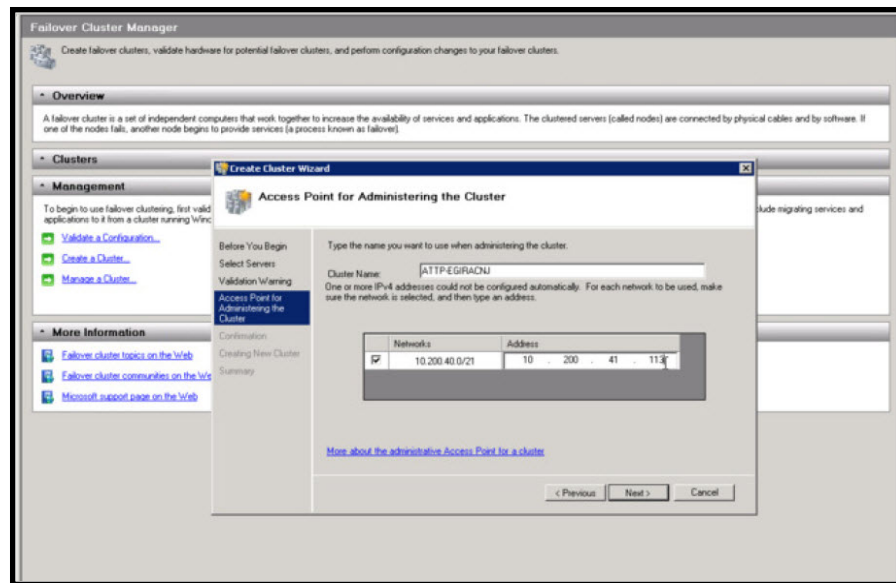 Failover Cluster Manager
Create failover clusters, validate hardware for potential failover clusters, and perform configuration changes to your failover clusters.
Overview
A failover cluster is a set of independent computers that work together to increase the availability of services and applications. The clustered servers (called nodes) are connected by physical cables and by software. If
one of the nodes fails, another node begins to provide services (a process known as failover).
Clusters
Management
To begin to use failover clustering, first valid
clude migrating services and
applications to it from a cluster running Winc
Validate a Configuration...
Create a Cluster...
Manage a Cluster...
More Information
Failover cluster topics on the Web
Failover cluster communities on the We
Microsoft support page on the Web
Create Cluster Wizard
Access Point for Administering the Cluster
Before You Begin
Select Servers
Validation Warning
Access Point for
Administering the
Cluster
Confirmation
Creating New Cluster
Summary
Type the name you want to use when administering the cluster.
Cluster Name: ATTP-EGIRACNJ
One or more IPv4 addresses could not be configured automatically. For each network to be used, make
sure the network is selected, and then type an address.
Networks Address
10.200.40.0/21 10 . 200 . 41 . 113
More about the administrative Access Point for a cluster
< Previous Next > Cancel